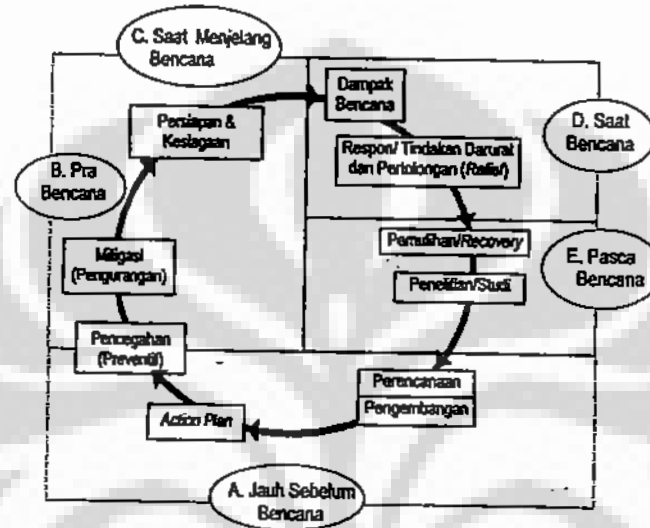 C. Saat Menjelang
Bencana
Dampak
Bencana
Persiapan &
Kesiagaan
D. Saat
Bencana
Respon/ Tindakan Darurat
dan Pertolongan (Relief)
B. Pra
Bencana
Pemulihan/Recovery
Mitigasi
(Pengurangan)
E. Pasca
Bencana
Penelitian/Studi
Pencegahan
(Preventif)
Perencanaan
Pengembangan
Action Plan
A. Jauh Sebelum
Bencana